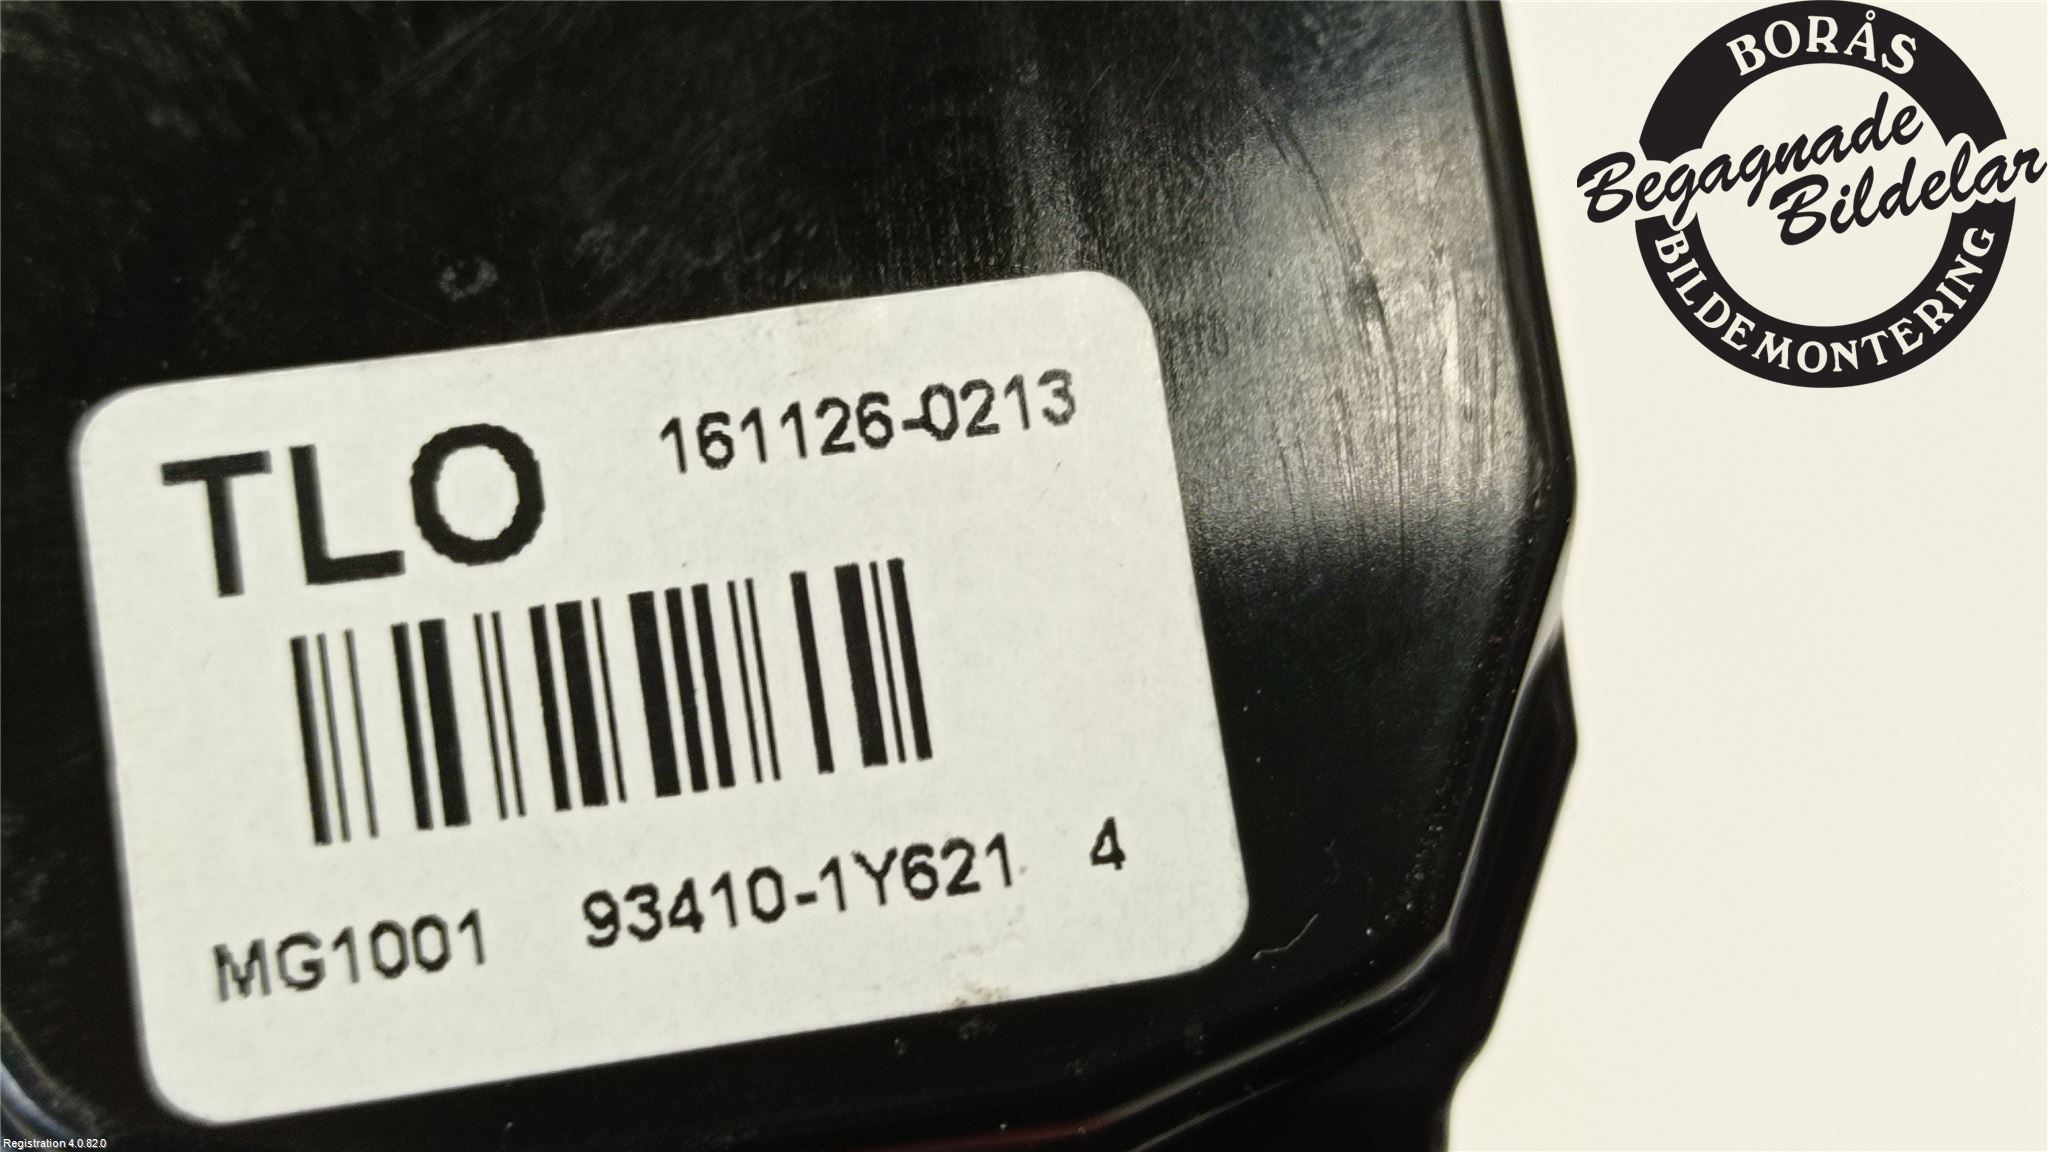 TLO 161126-0213
MG1001 93410-1Y621 4
BORÅS
Begagnade
Bildelar
BILDEMONTERING
Registration 4.0.82.0